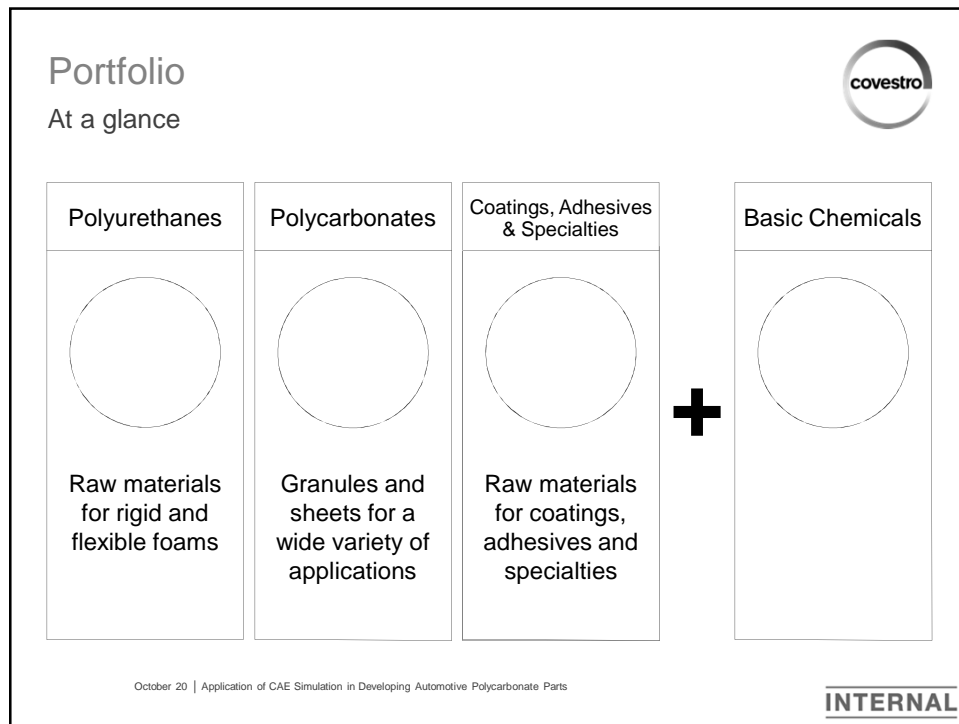 Portfolio
At a glance
covestro
Polyurethanes
Polycarbonates
Coatings, Adhesives
& Specialties
Basic Chemicals
Raw materials
for rigid and
flexible foams
Granules and
sheets for a
wide variety of
applications
Raw materials
for coatings,
adhesives and
specialties
+
October 20 | Application of CAE Simulation in Developing Automotive Polycarbonate Parts
INTERNAL